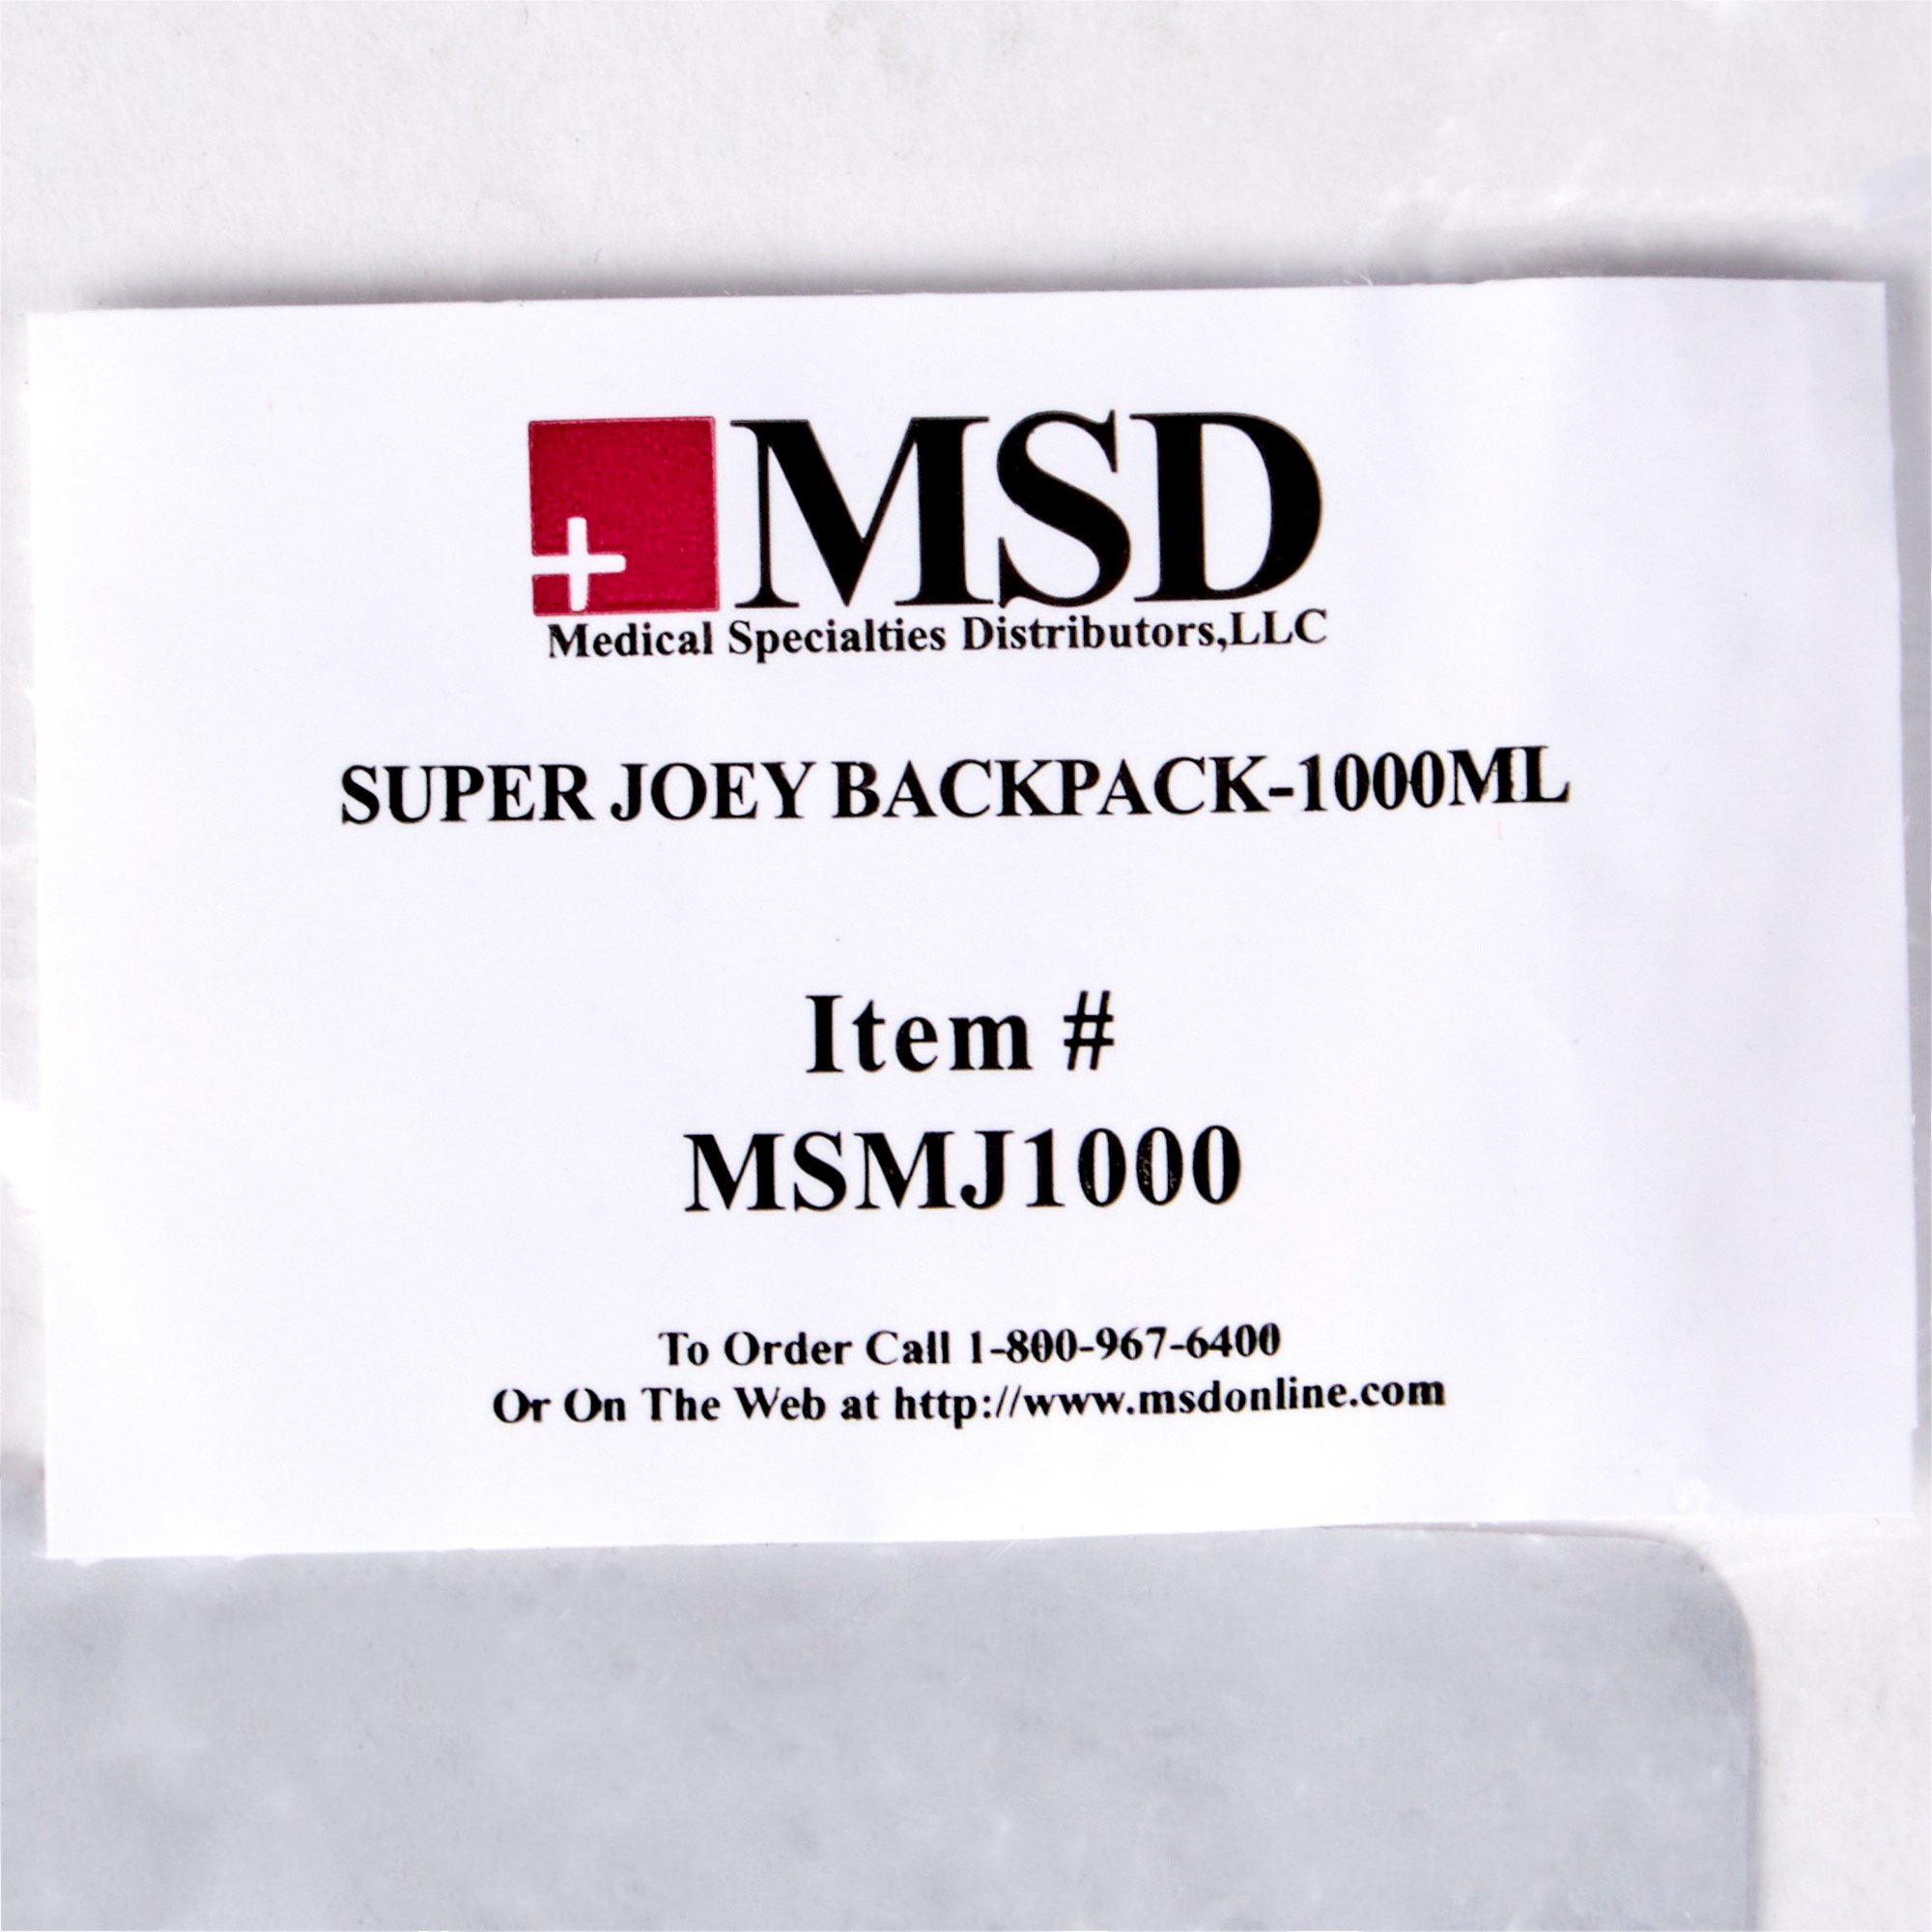 MSD
Medical Specialties Distributors,LLC
SUPER JOEY BACKPACK-1000ML
Item #
MSMJ1000
To Order Call 1-800-967-6400
Or On The Web at http://www.msdonline.com